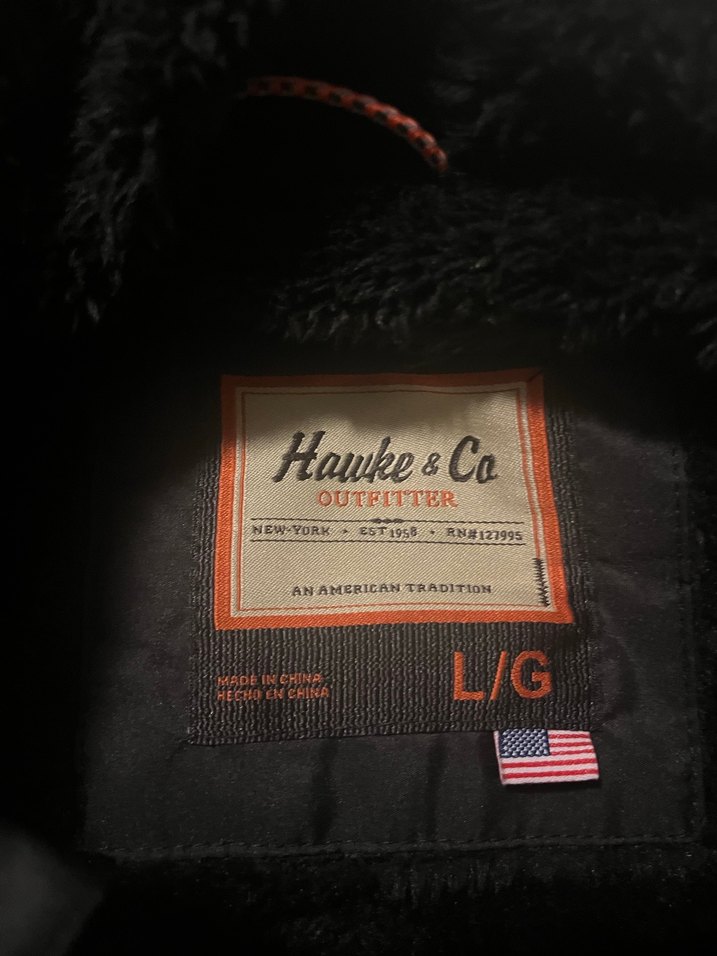 Hawke & Co
OUTFITTER
NEW-YORK • EST 1958 • RN#127995
AN AMERICAN TRADITION
L/G
MADE IN CHINA
HECHO EN CHINA